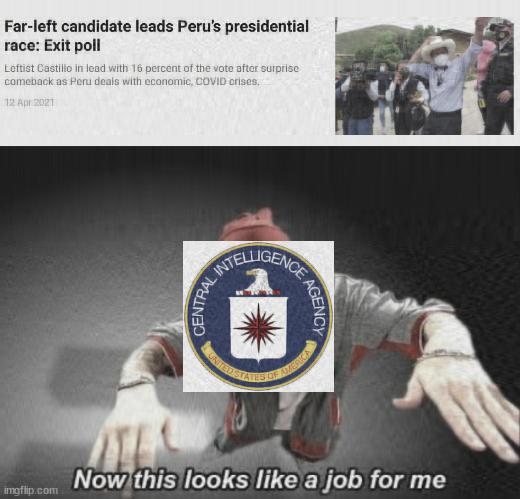 Far-left candidate leads Peru's presidential
race: Exit poll
Leftist Castillo in lead with 16 percent of the vote after surprise
comeback as Peru deals with economic, COVID crises.
12 Apr 2021
CENTRAL INTELLIGENCE AGENCY
UNITED STATES OF AMERICA
Now this looks like a job for me
imgflip.com